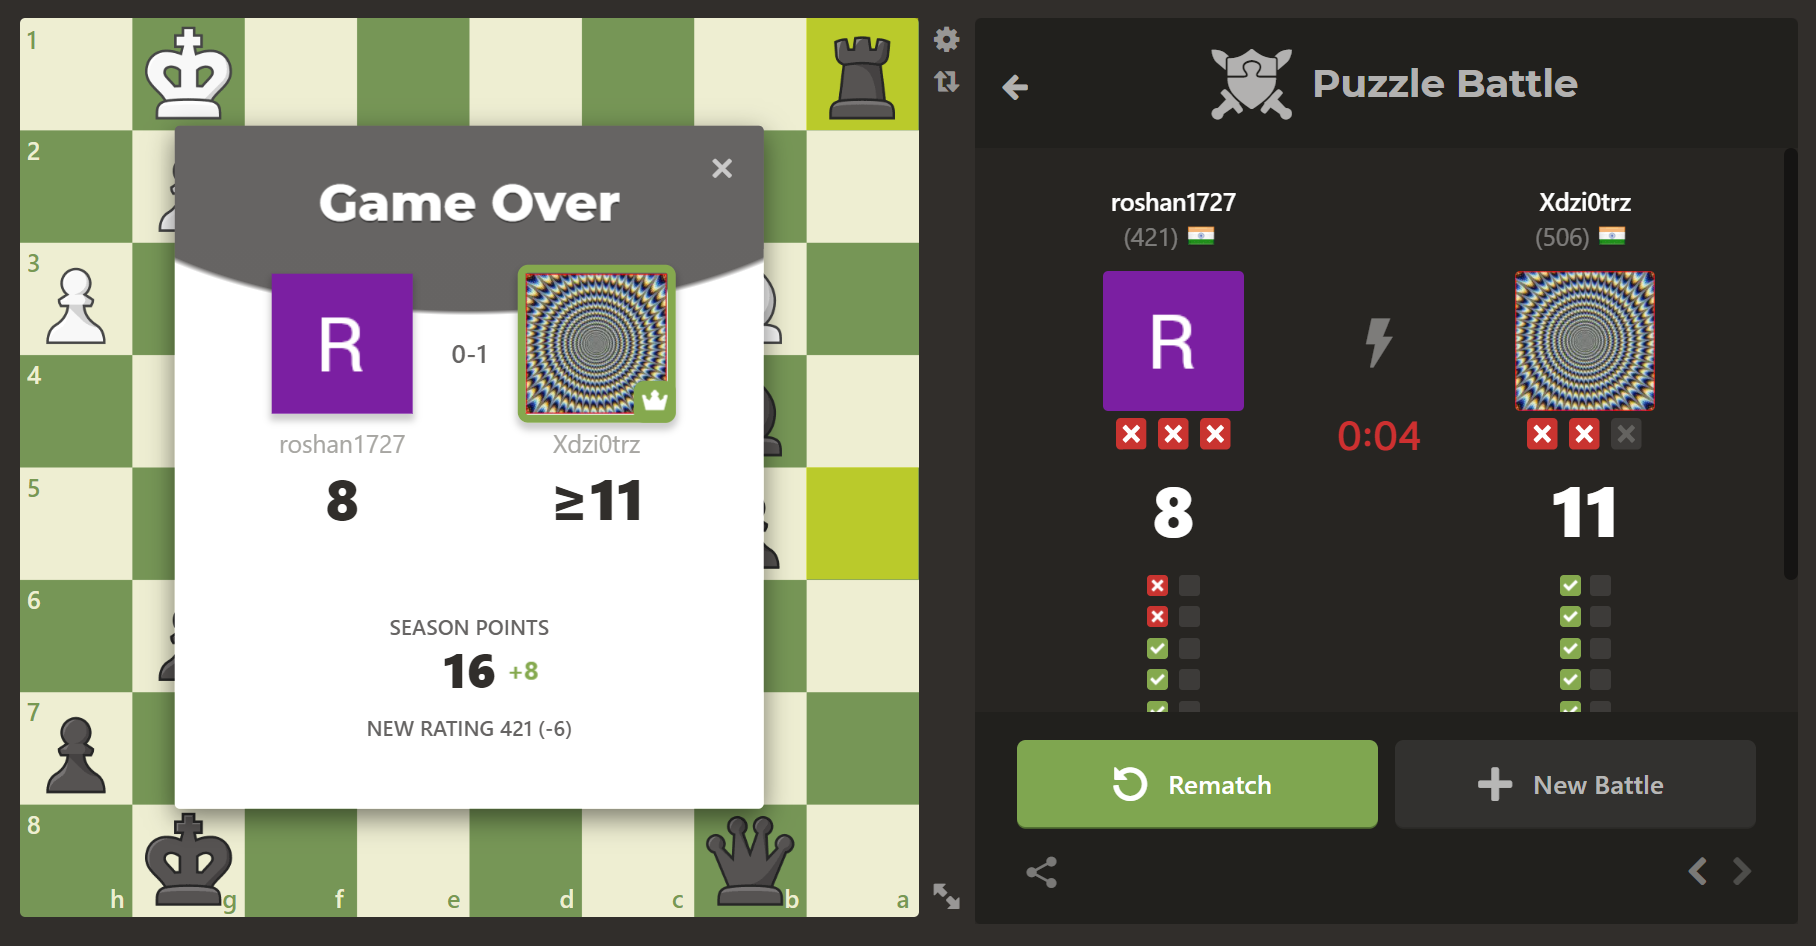 1
2
3
4
5
6
7
8
h
g
f
e
d
c
b
a
Game Over
R
0-1
roshan1727
Xdzi0trz
8
≥11
SEASON POINTS
16 +8
NEW RATING 421 (-6)
Puzzle Battle
roshan1727
(421)
Xdzi0trz
(506)
R
0:04
8
11
Rematch
New Battle